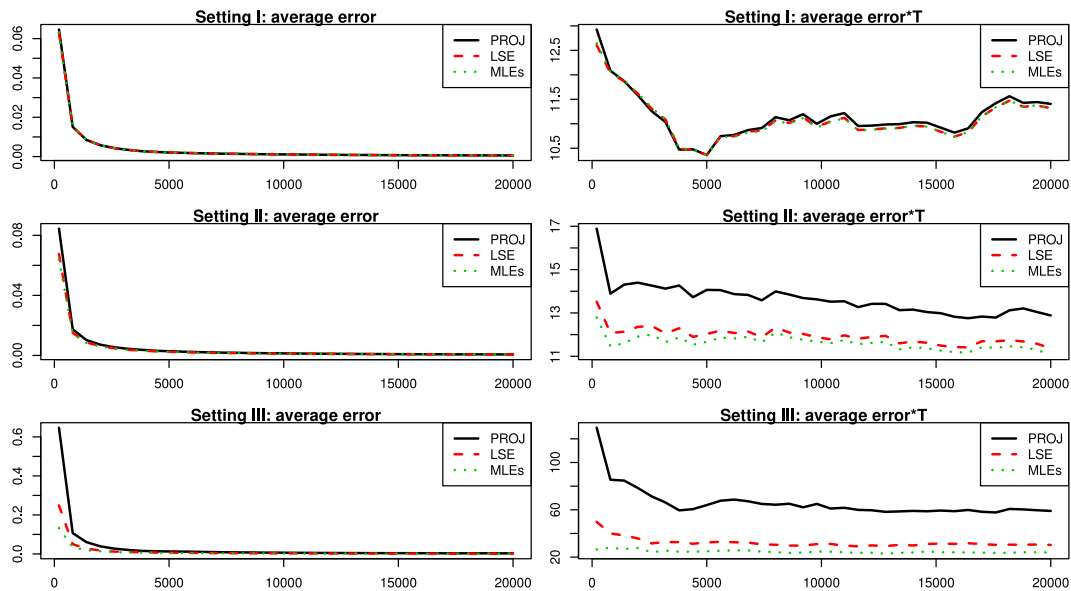 Setting I: average error
0.00
0.02
0.04
0.06
PROJ
LSE
MLEs
0
5000
10000
15000
20000
Setting I: average error*T
10.5
11.5
12.5
PROJ
LSE
MLEs
0
5000
10000
15000
20000
Setting II: average error
0.00
0.04
0.08
PROJ
LSE
MLEs
0
5000
10000
15000
20000
Setting II: average error*T
11
13
15
17
PROJ
LSE
MLEs
0
5000
10000
15000
20000
Setting III: average error
0.0
0.2
0.4
0.6
PROJ
LSE
MLEs
0
5000
10000
15000
20000
Setting III: average error*T
20
60
100
PROJ
LSE
MLEs
0
5000
10000
15000
20000